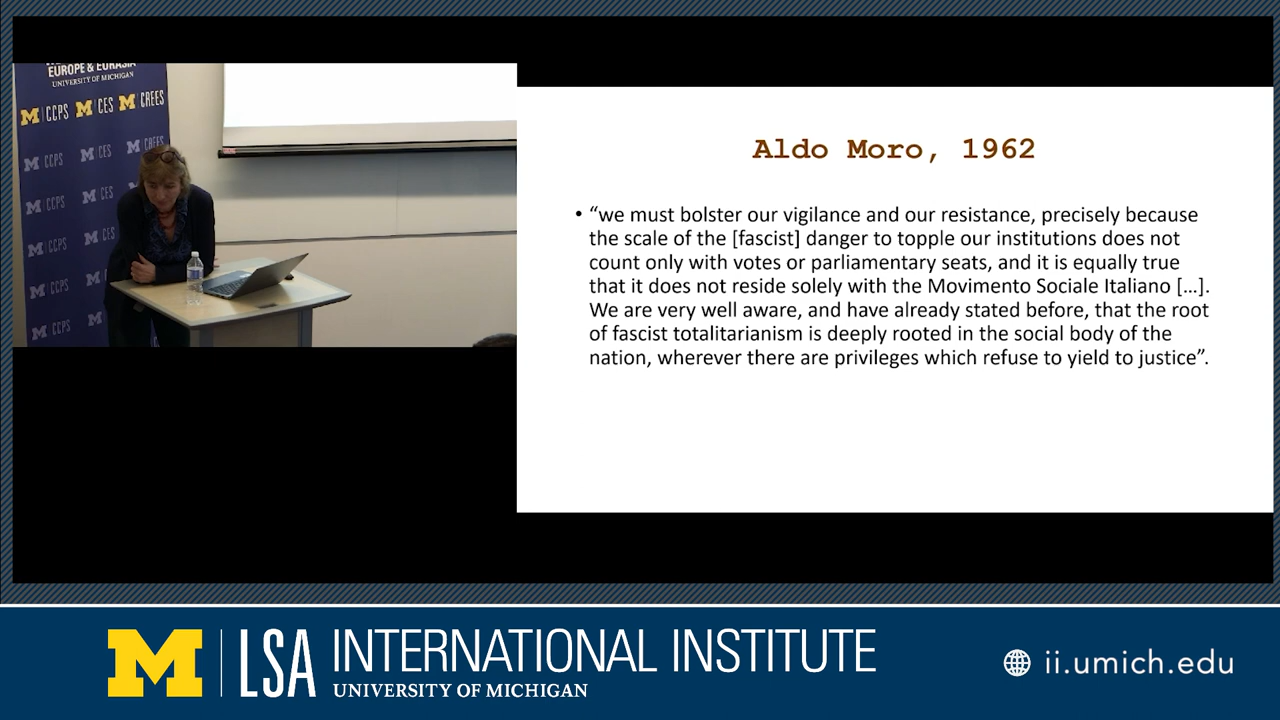 EUROPE & EURASIA
UNIVERSITY OF MICHIGAN
M CCPS M CES M CREES
M CCPS M CES M CREES
M CCPS M CES M
M CCPS M CES
M CCPS M
M CCPS M
Aldo Moro, 1962
• “we must bolster our vigilance and our resistance, precisely because
the scale of the [fascist] danger to topple our institutions does not
count only with votes or parliamentary seats, and it is equally true
that it does not reside solely with the Movimento Sociale Italiano […].
We are very well aware, and have already stated before, that the root
of fascist totalitarianism is deeply rooted in the social body of the
nation, wherever there are privileges which refuse to yield to justice”.
M LSA INTERNATIONAL INSTITUTE
UNIVERSITY OF MICHIGAN
ii.umich.edu